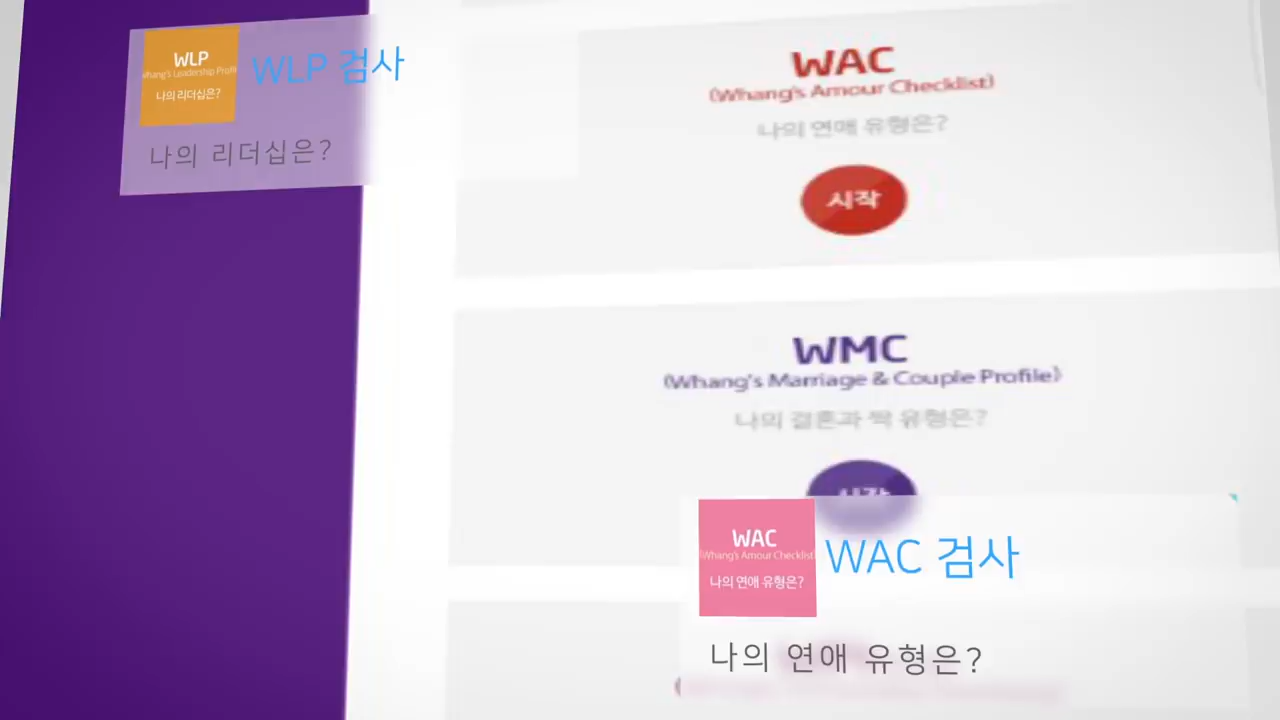 WLP
Whang's Leadership Profile
나의 리더십은?
WLP 검사
나의 리더십은?
WAC
(Whang's Amour Checklist)
나의 연애 유형은?
시작
WMC
(Whang's Marriage & Couple Profile)
나의 결혼과 짝 유형은?
시작
WAC
(Whang's Amour Checklist)
나의 연애 유형은?
WAC 검사
나의 연애 유형은?